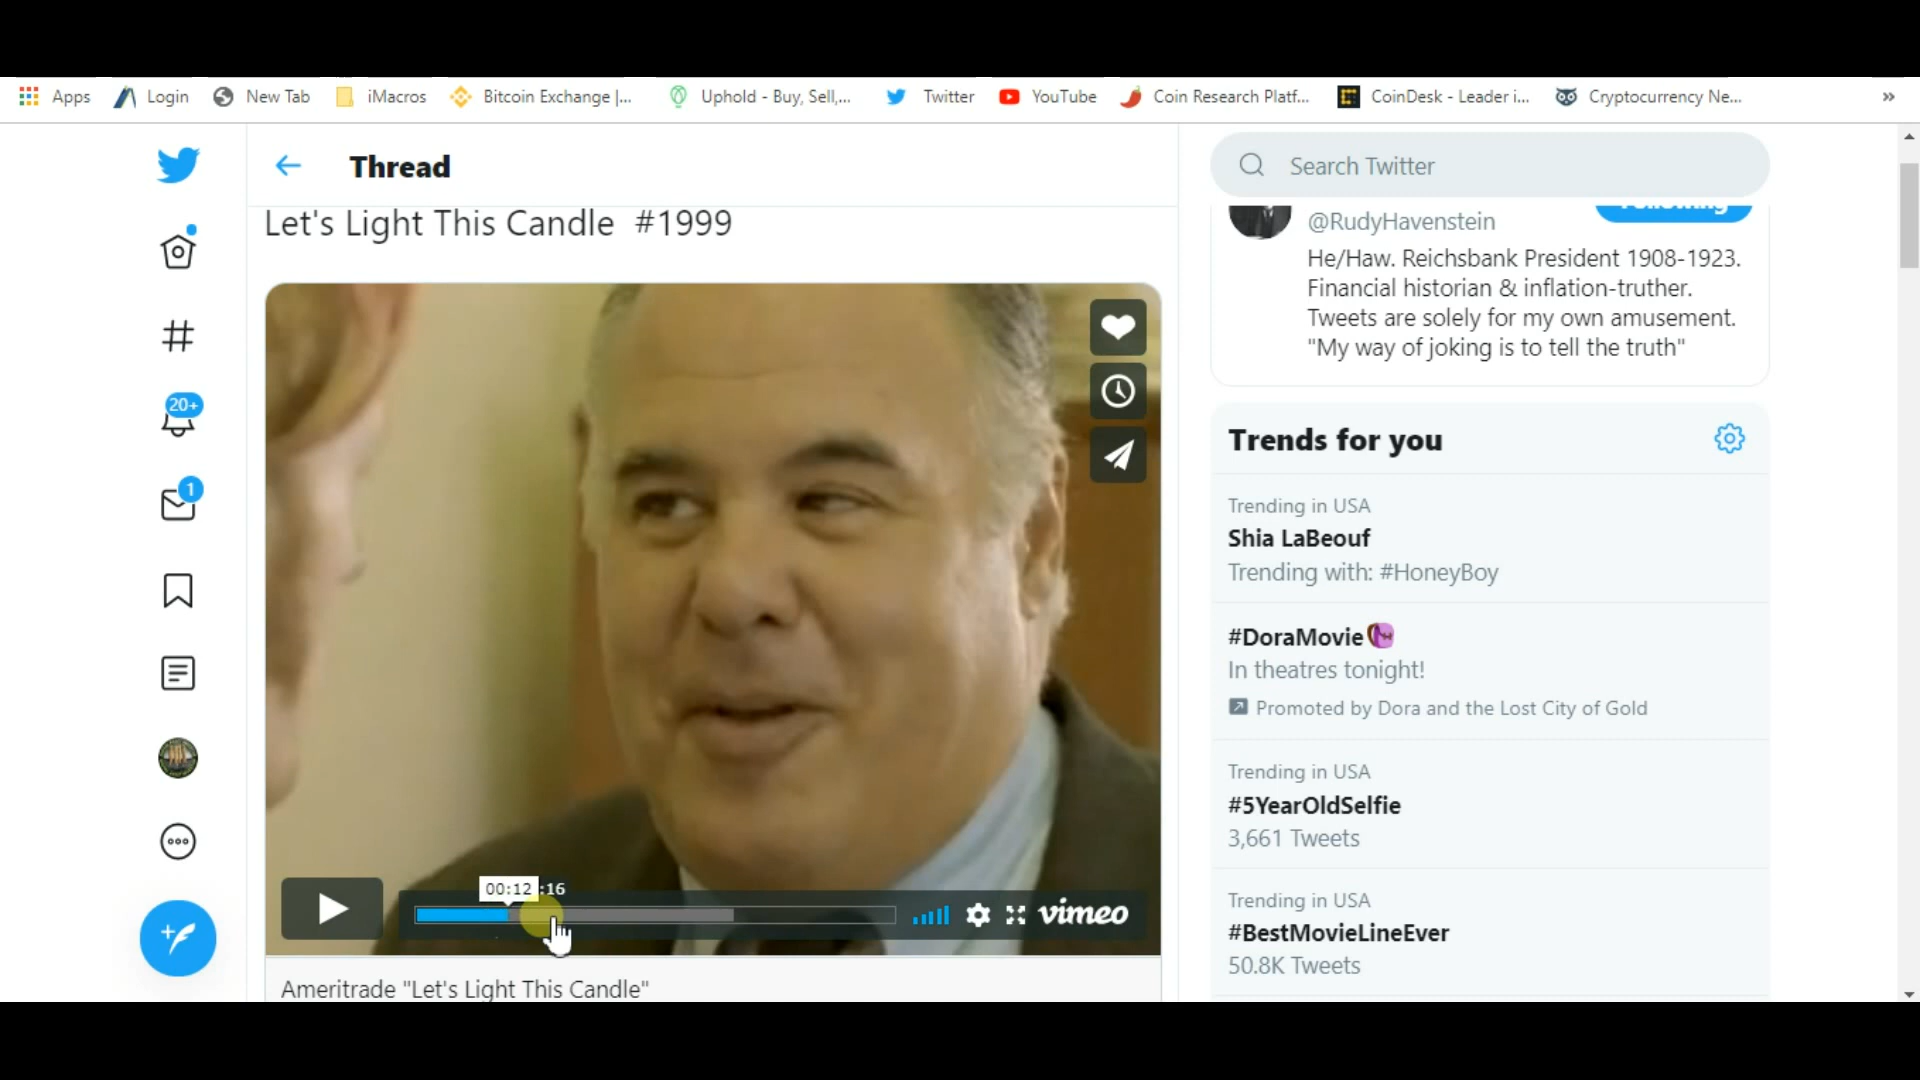 Apps Login New Tab iMacros Bitcoin Exchange |... Uphold - Buy, Sell,... Twitter YouTube Coin Research Platf... CoinDesk - Leader i... Cryptocurrency Ne... »
Thread
Let's Light This Candle #1999
00:12 :16
vimeo
Ameritrade "Let's Light This Candle"
20+
1
Search Twitter
Following
@RudyHavenstein
He/Haw. Reichsbank President 1908-1923.
Financial historian & inflation-truther.
Tweets are solely for my own amusement.
"My way of joking is to tell the truth"
Trends for you
Trending in USA
Shia LaBeouf
Trending with: #HoneyBoy
#DoraMovie
In theatres tonight!
Promoted by Dora and the Lost City of Gold
Trending in USA
#5YearOldSelfie
3,661 Tweets
Trending in USA
#BestMovieLineEver
50.8K Tweets